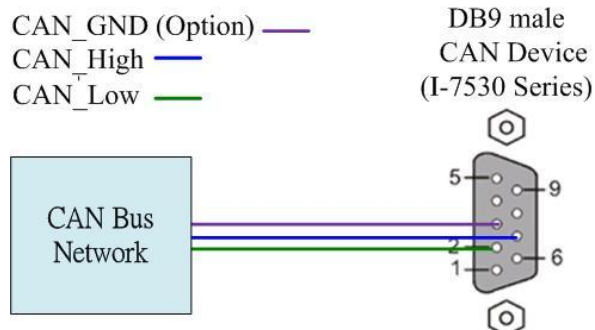 CAN_GND (Option)
CAN_High
CAN_Low
DB9 male
CAN Device
(I-7530 Series)
CAN Bus
Network
5
9
2
1
6